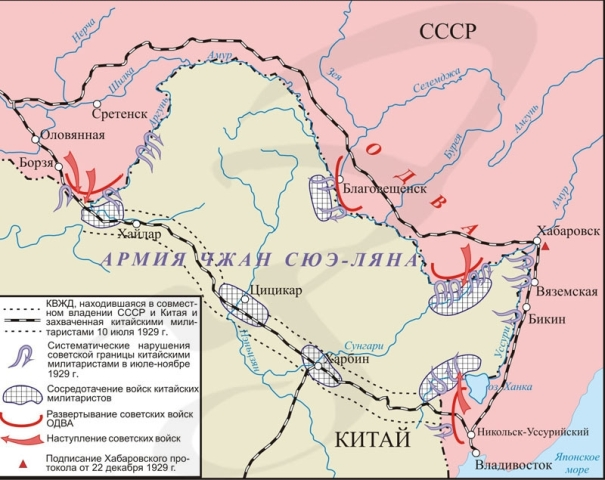 СССР
КИТАЙ
О Д В А
АРМИЯ ЧЖАН СЮЭ-ЛЯНА
Нерча
Шилка
Амур
Аргунь
Зея
Селемджа
Амгунь
Бурея
Амур
Сретенск
Оловянная
Борзя
Благовещенск
Хабаровск
Хайлар
Цицикар
Вяземская
Бикин
Уссури
Сунгари
Харбин
оз. Ханка
Никольск-Уссурийский
Владивосток
Японское
море
КВЖД, находившаяся в совмест-
ном владении СССР и Китая и
захваченная китайскими мили-
таристами 10 июля 1929 г.
Систематические нарушения
советской границы китайскими
милитаристами в июле-ноябре
1929 г.
Сосредоточение войск китайских
милитаристов
Развертывание советских войск
ОДВА
Наступление советских войск
Подписание Хабаровского про-
токола от 22 декабря 1929 г.